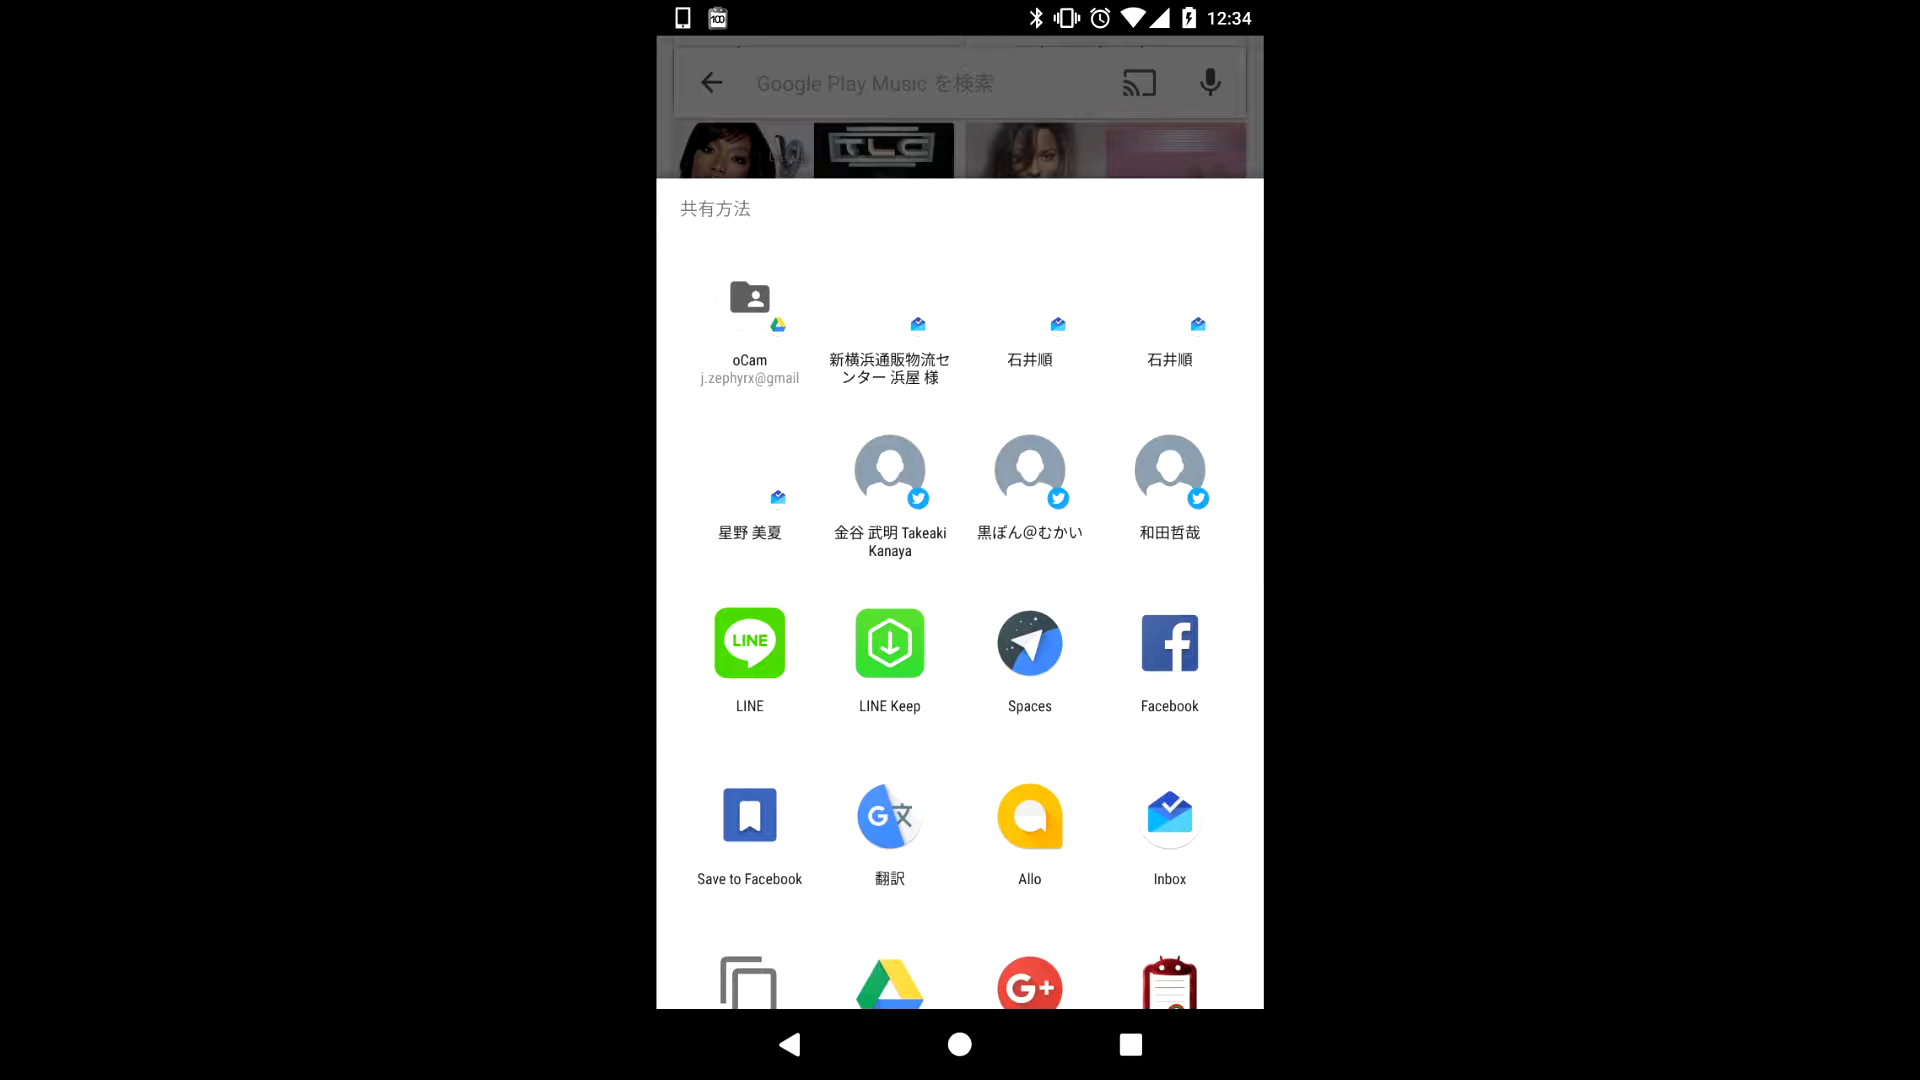 100
12:34
Google Play Music を検索
TLC
共有方法
oCam
j.zephyrx@gmail
新横浜通販物流セ
ンター 浜屋 様
石井順
石井順
星野 美夏
金谷 武明 Takeaki
Kanaya
黒ぽん@むかい
和田哲哉
LINE
LINE
LINE Keep
Spaces
Facebook
Save to Facebook
G文
翻訳
Allo
Inbox
G+